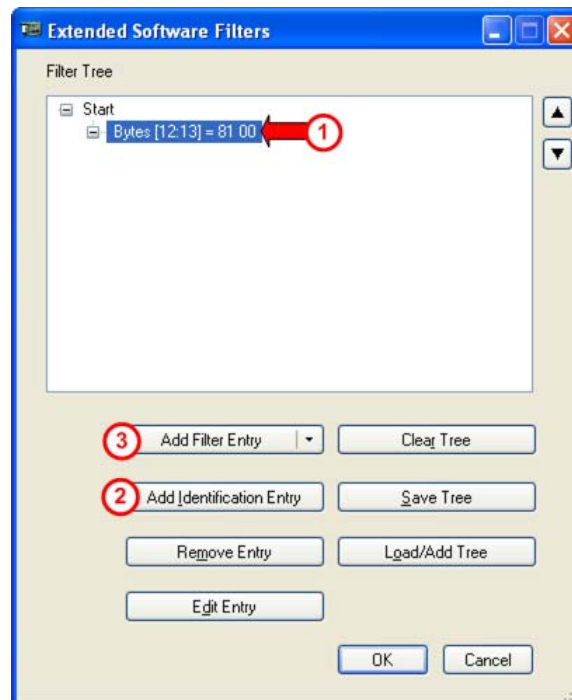 Extended Software Filters
Filter Tree
Start
Bytes [12:13] = 81 00
1
3
Add Filter Entry
Clear Tree
2
Add Identification Entry
Save Tree
Remove Entry
Load/Add Tree
Edit Entry
OK
Cancel